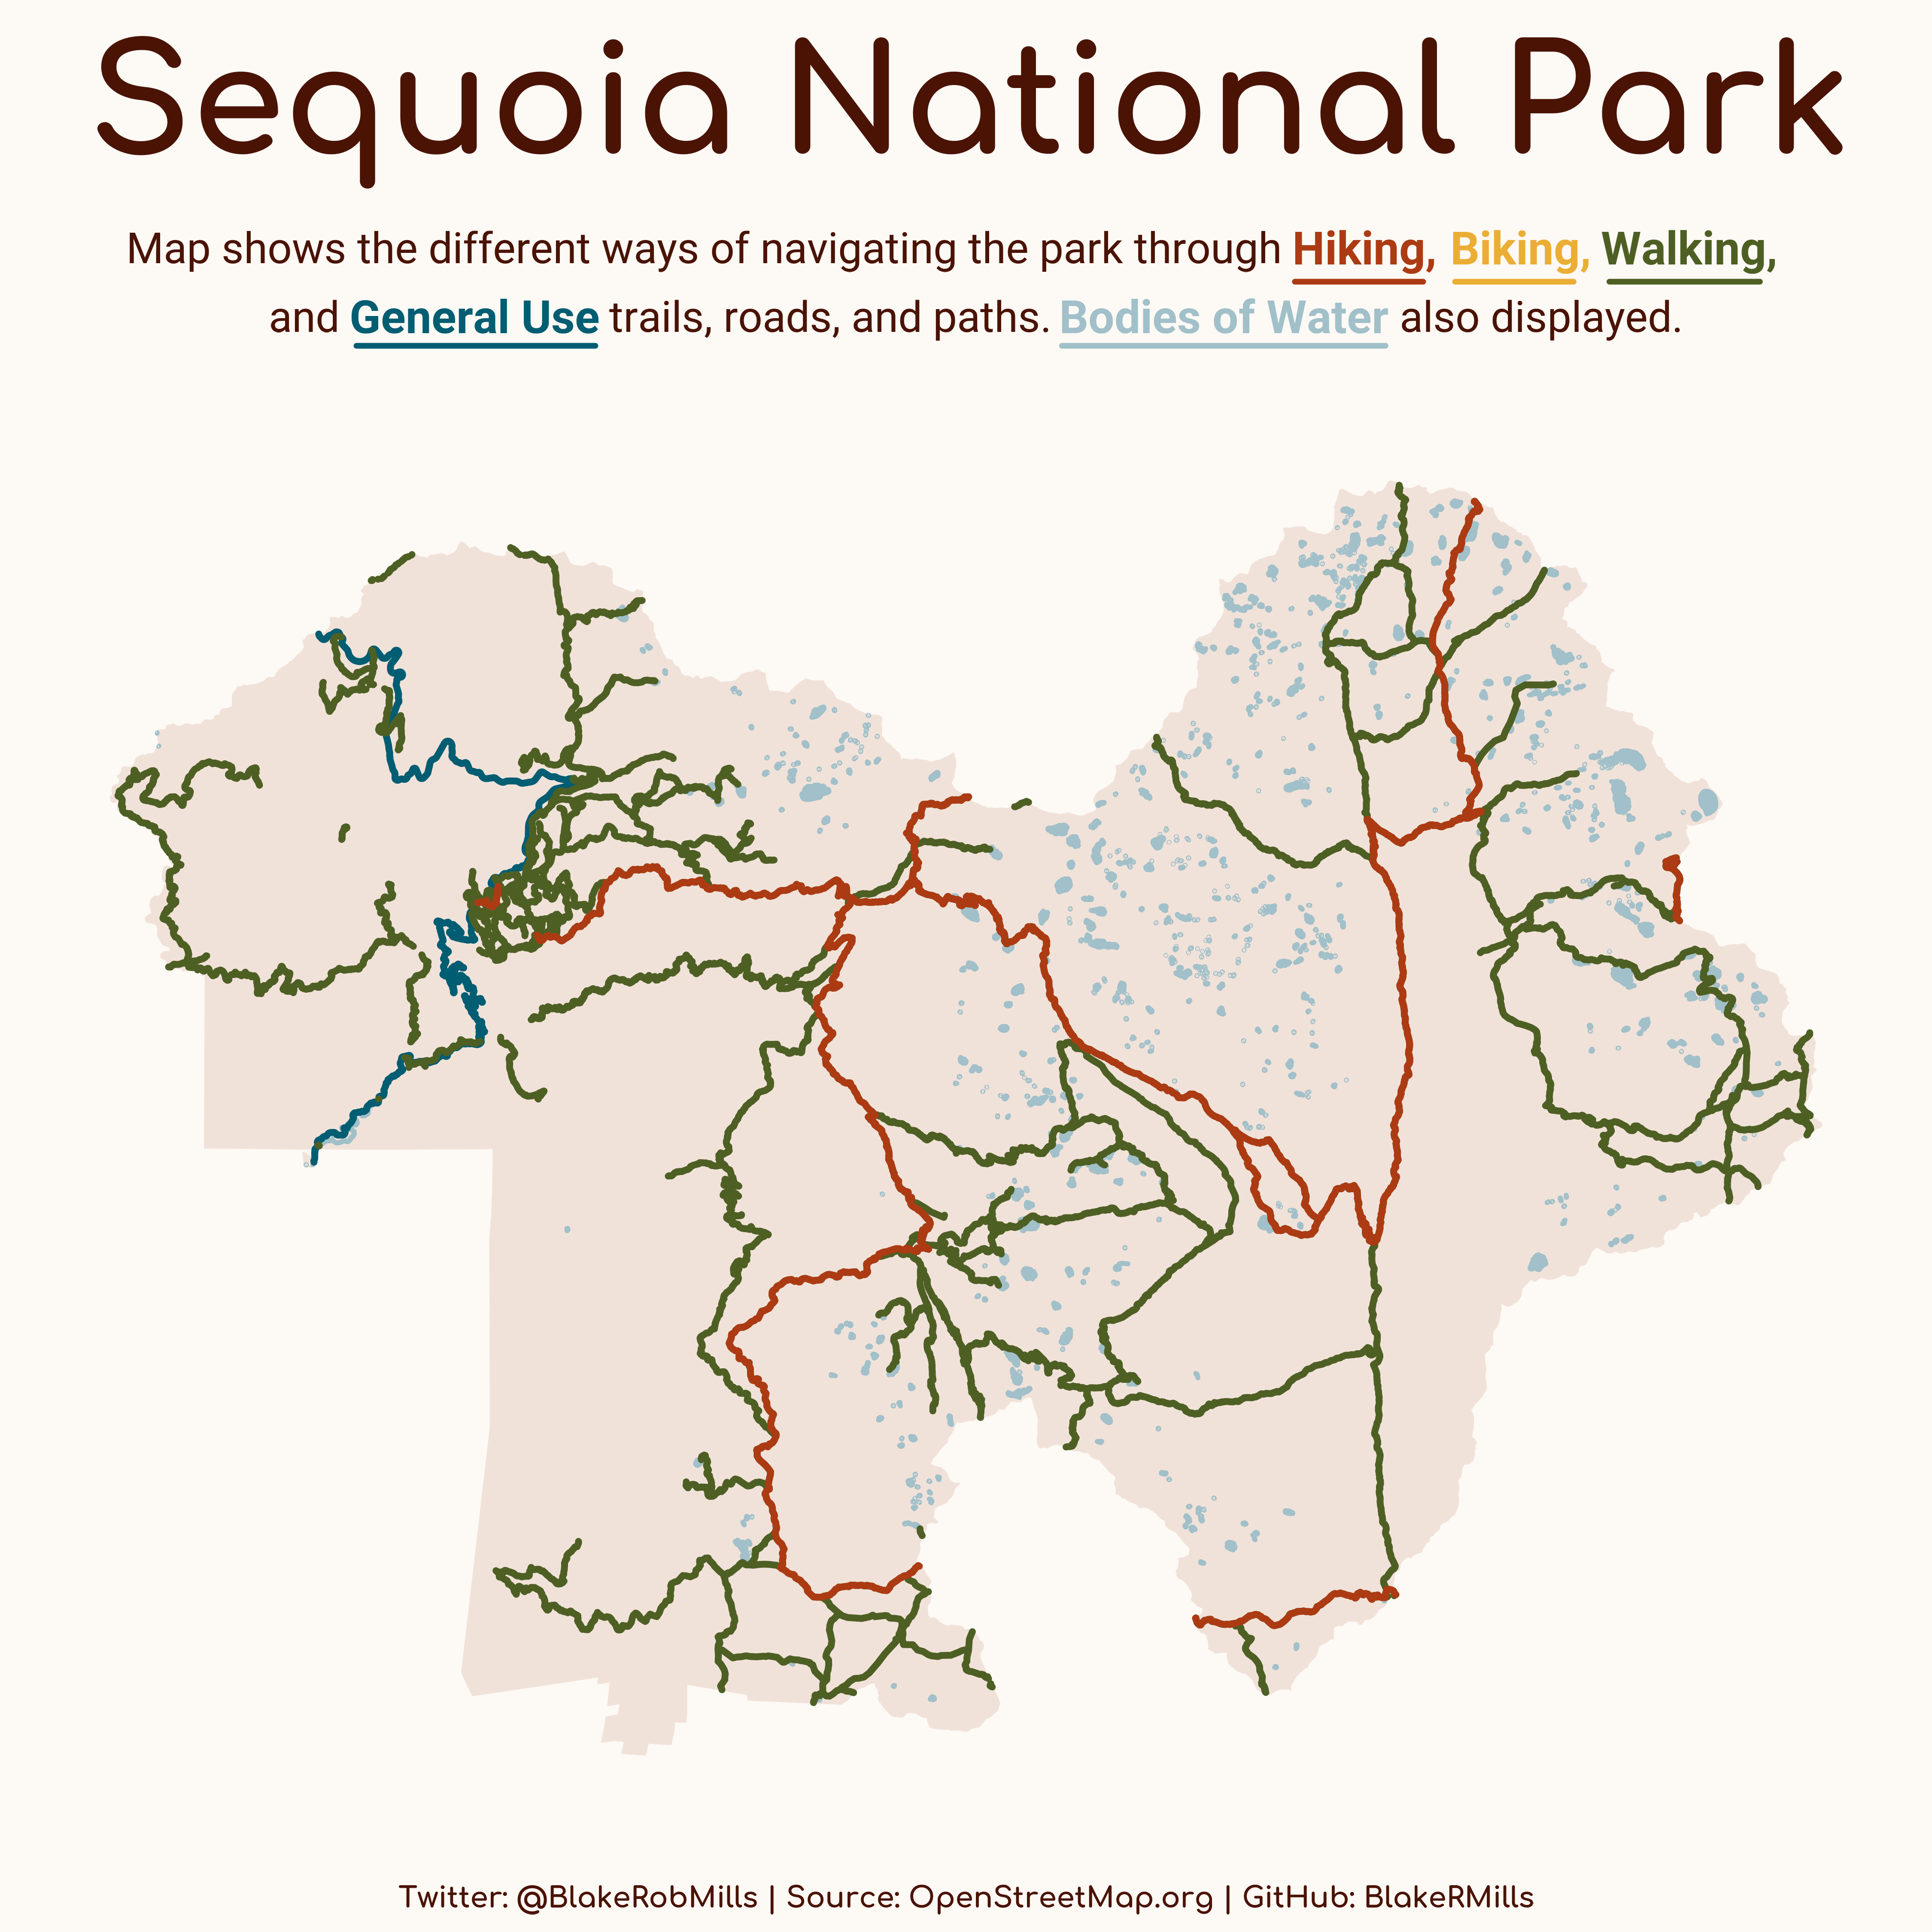 Sequoia National Park
Map shows the different ways of navigating the park through Hiking, Biking, Walking,
and General Use trails, roads, and paths. Bodies of Water also displayed.
Twitter: @BlakeRobMills | Source: OpenStreetMap.org | GitHub: BlakeRMills